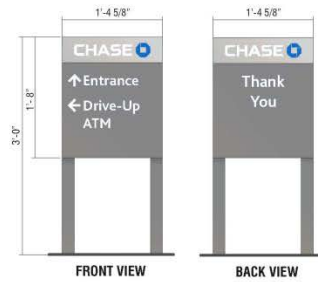 1'-4 5/8"
1'-4 5/8"
CHASE
↑ Entrance
← Drive-Up
ATM
1'-8"
3'-0"
CHASE
Thank
You
FRONT VIEW
BACK VIEW